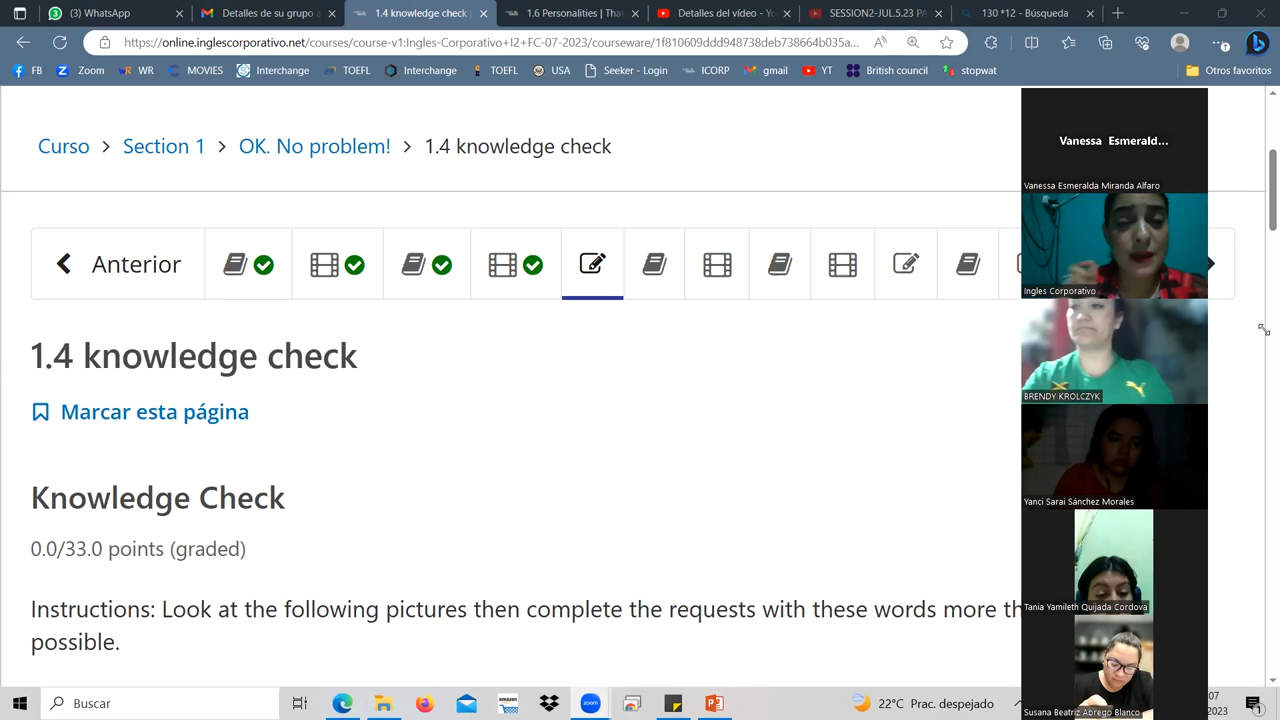 (3) WhatsApp
Detalles de su grupo a
1.4 knowledge check |
1.6 Personalities | Tha
Detalles del vídeo - Yo
SESSION2-JUL.5.23 PA
130 *12 - Búsqueda
https://online.inglescorporativo.net/courses/course-v1:Ingles-Corporativo+I2+FC-07-2023/courseware/1f810609ddd948738deb738664b035a...
FB
Zoom
WR
MOVIES
Interchange
TOEFL
Interchange
TOEFL
USA
Seeker - Login
ICORP
gmail
YT
British council
stopwat
Otros favoritos
Curso > Section 1 > OK. No problem! > 1.4 knowledge check
Anterior
1.4 knowledge check
Marcar esta página
Knowledge Check
0.0/33.0 points (graded)
Instructions: Look at the following pictures then complete the requests with these words more th
possible.
Vanessa Esmerald...
Vanessa Esmeralda Miranda Alfaro
Ingles Corporativo
BRENDY KROLCZYK
Yanci Sarai Sánchez Morales
Tania Yamileth Quijada Cordova
Susana Beatriz Abrego Blanco
Buscar
amazon
22°C Prac. despejado
07
2023
1